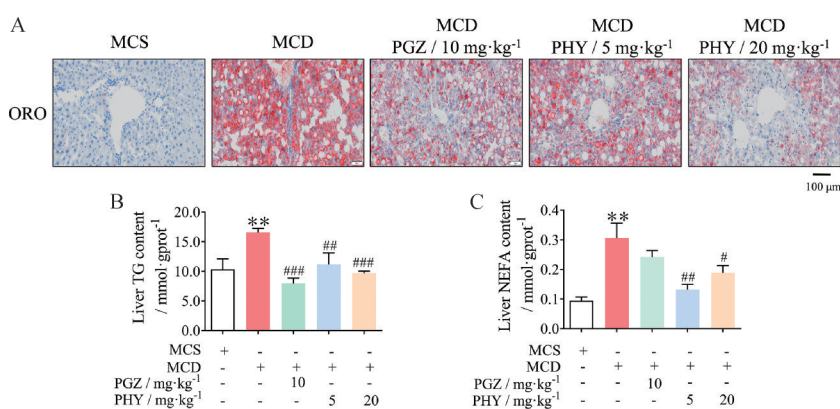 A
MCS
MCD
MCD
PGZ / 10 mg·kg⁻¹
MCD
PHY / 5 mg·kg⁻¹
MCD
PHY / 20 mg·kg⁻¹
ORO
100 μm
B
Liver TG content
/ mmol·gprot⁻¹
20.0
15.0
10.0
5.0
0.0
**
###
##
###
MCS + - - - -
MCD - + + + +
PGZ / mg·kg⁻¹ - - 10 - -
PHY / mg·kg⁻¹ - - - 5 20
C
Liver NEFA content
/ mmol·gprot⁻¹
0.4
0.3
0.2
0.1
0.0
**
##
#
MCS + - - - -
MCD - + + + +
PGZ / mg·kg⁻¹ - - 10 - -
PHY / mg·kg⁻¹ - - - 5 20